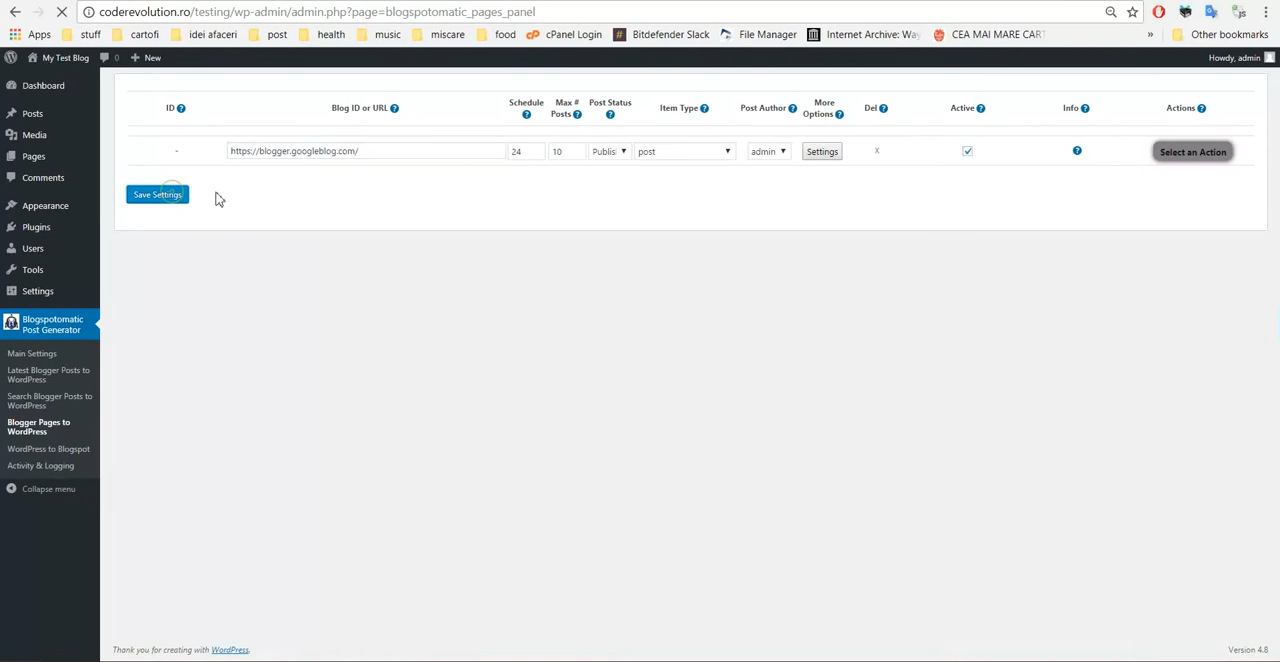 coderevolution.ro/testing/wp-admin/admin.php?page=blogspotomatic_pages_panel
Apps stuff cartofi idei afaceri post health music miscare food cPanel Login Bitdefender Slack File Manager Internet Archive: Way CEA MAI MARE CART » Other bookmarks
My Test Blog 0 New Howdy, admin
Dashboard
Posts
Media
Pages
Comments
Appearance
Plugins
Users
Tools
Settings
Blogspotomatic
Post Generator
Main Settings
Latest Blogger Posts to
WordPress
Search Blogger Posts to
WordPress
Blogger Pages to
WordPress
WordPress to Blogspot
Activity & Logging
Collapse menu
ID ? Blog ID or URL ? Schedule ? Max # Posts ? Post Status ? Item Type ? Post Author ? More Options ? Del ? Active ? Info ? Actions ?
- https://blogger.googleblog.com/ 24 10 Publis post admin Settings X ? Select an Action
Save Settings
Thank you for creating with WordPress. Version 4.8